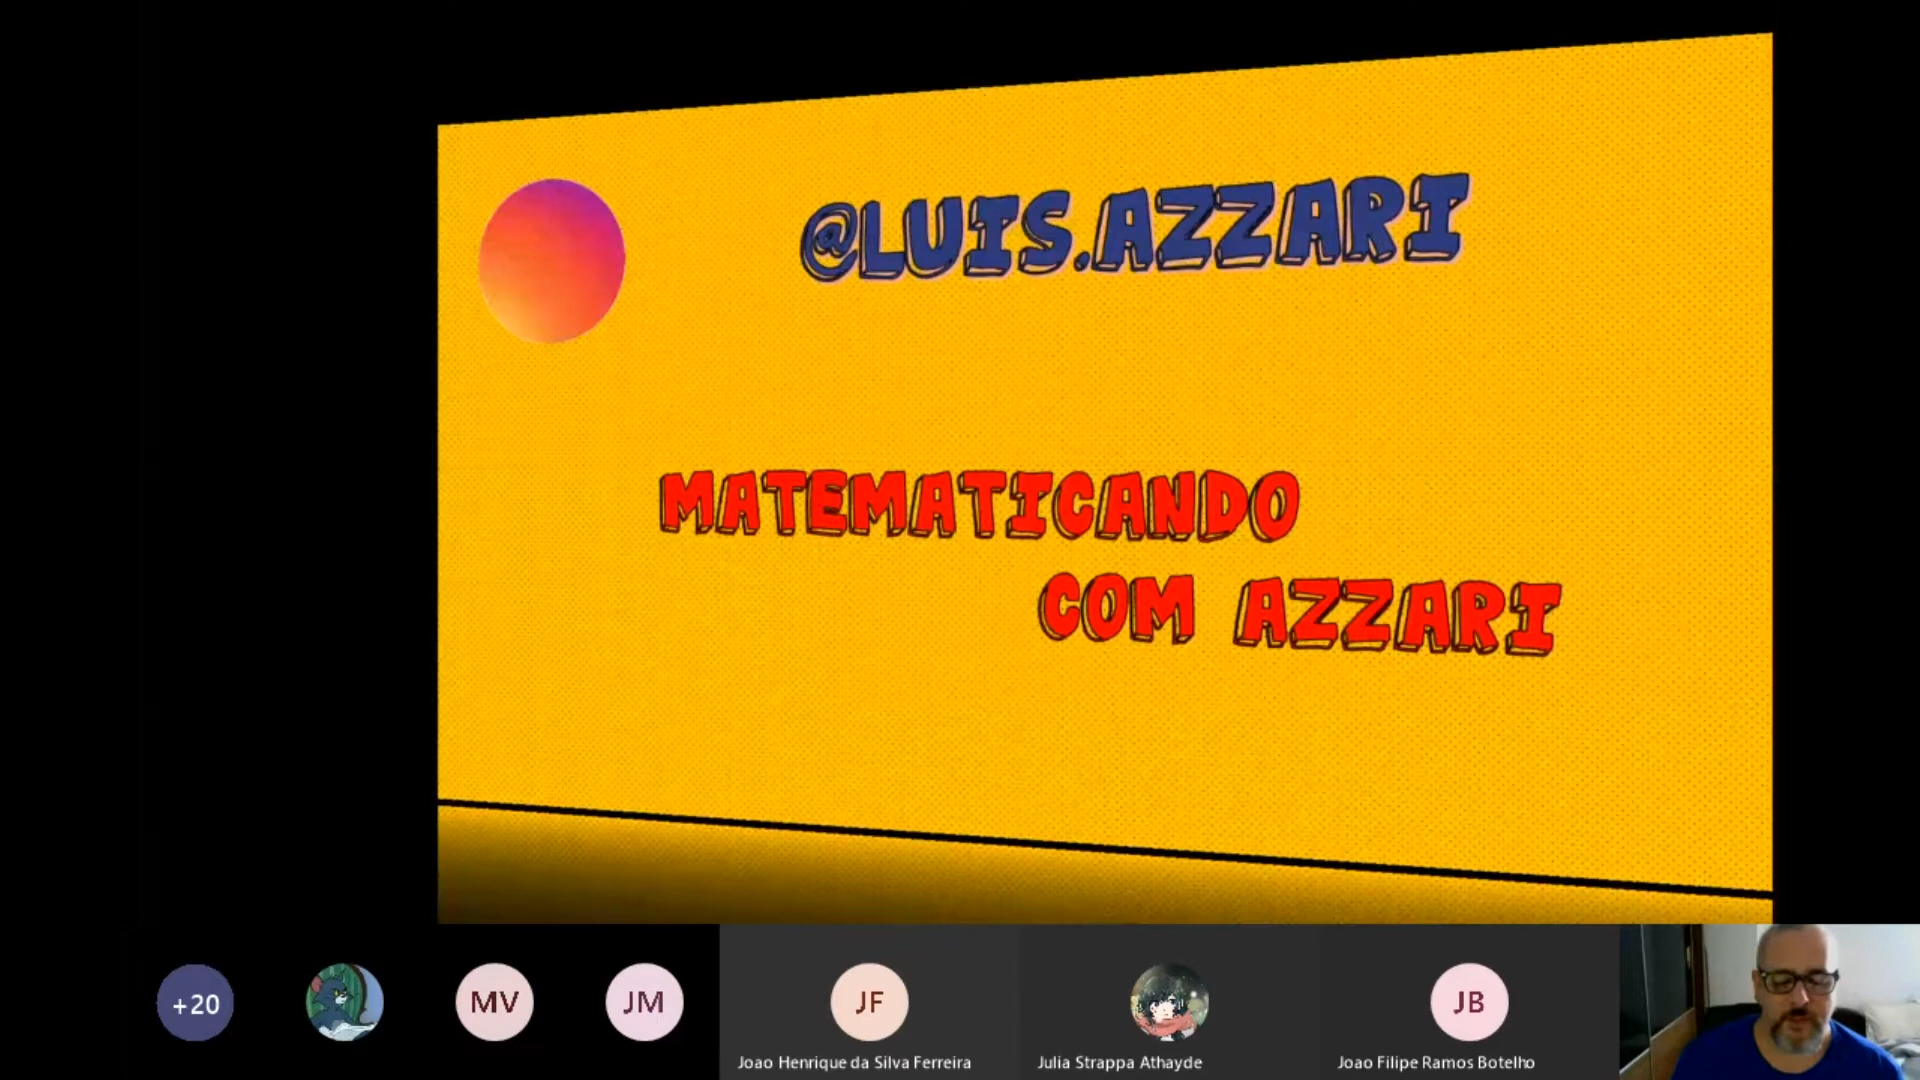 @LUIS.AZZARI
MATEMATICANDO
COM AZZARI
+20
MV
JM
JF
JB
Joao Henrique da Silva Ferreira
Julia Strappa Athayde
Joao Filipe Ramos Botelho